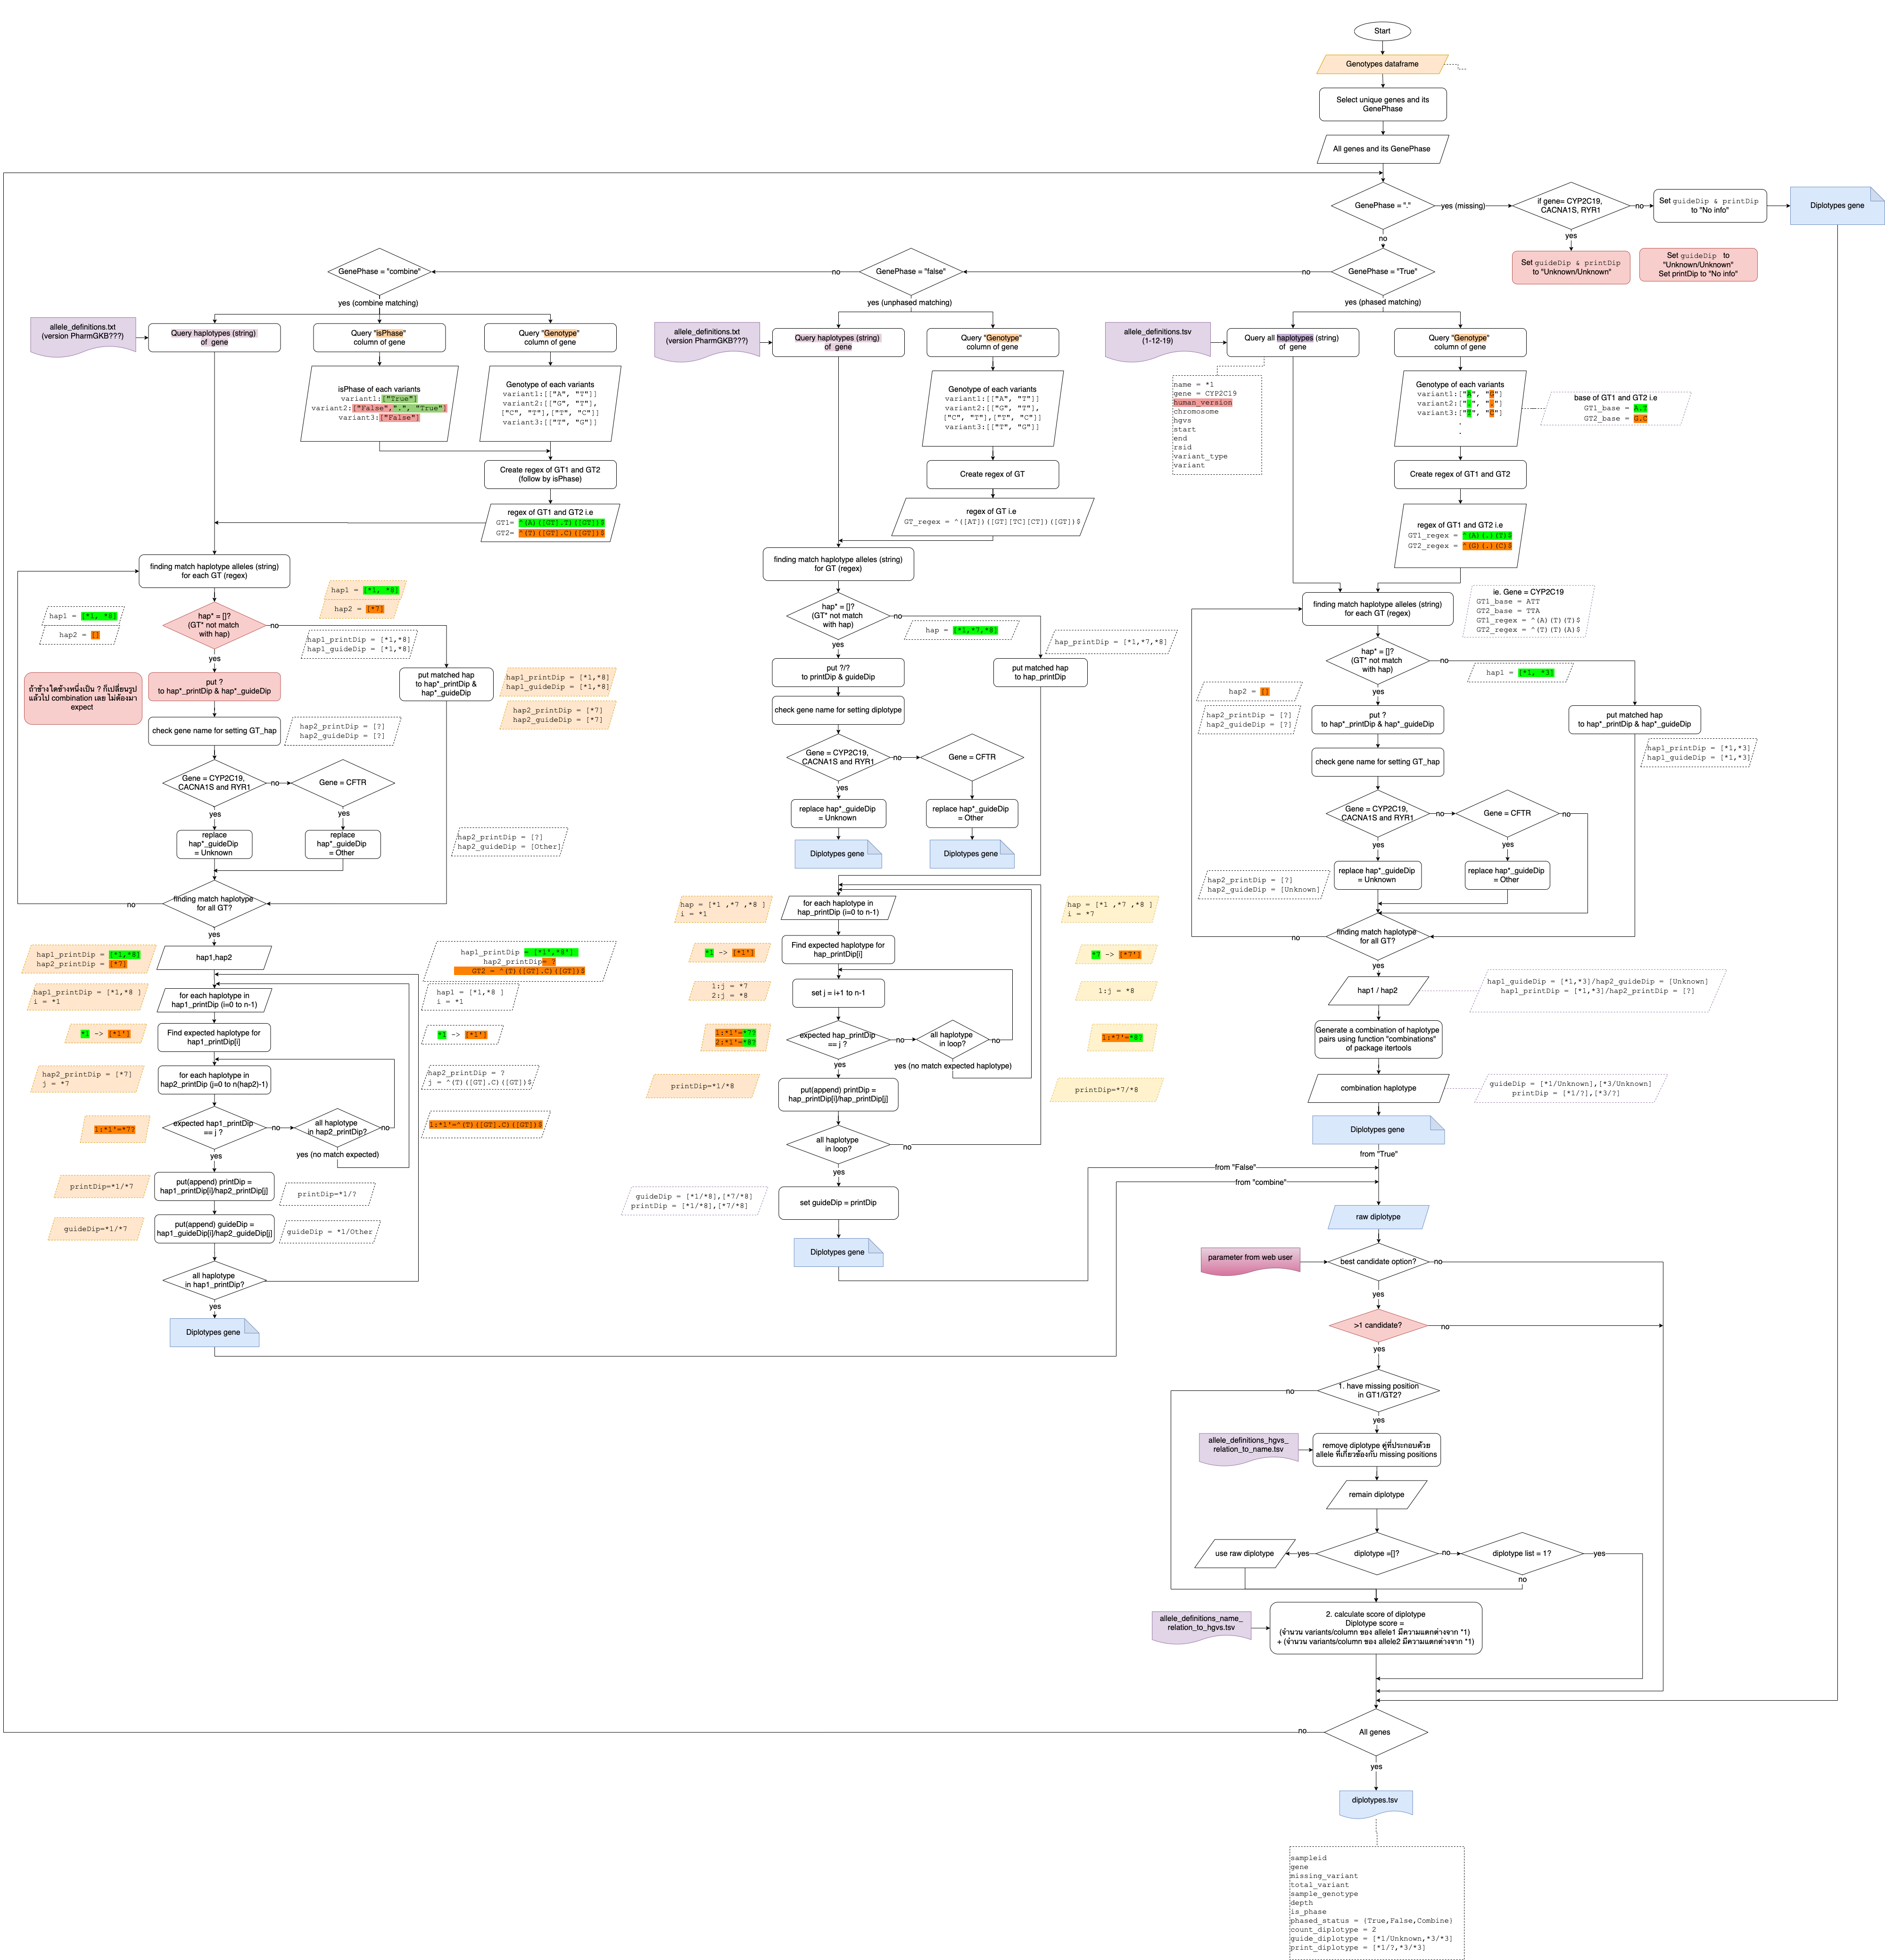 Start
Genotypes dataframe
Select unique genes and its
GenePhase
All genes and its GenePhase
GenePhase = "."
yes (missing)
if gene= CYP2C19,
CACNA1S, RYR1
no
Set guideDip & printDip
to "No info"
Diplotypes gene
yes
Set guideDip & printDip
to "Unknown/Unknown"
Set guideDip to
"Unknown/Unknown"
Set printDip to "No info"
no
GenePhase = "True"
no
GenePhase = "false"
no
GenePhase = "combine"
yes (combine matching)
allele_definitions.txt
(version PharmGKB???)
Query haplotypes (string)
of gene
Query "isPhase"
column of gene
Query "Genotype"
column of gene
isPhase of each variants
variant1:["True"]
variant2:["False",".", "True"]
variant3:["False"]
Genotype of each variants
variant1:[["A", "T"]]
variant2:[["G", "T"],
["C", "T"],["T", "C"]]
variant3:[["T", "G"]]
Create regex of GT1 and GT2
(follow by isPhase)
regex of GT1 and GT2 i.e
GT1= ^(A)([GT].T)([GT])$
GT2= ^(T)([GT].C)([GT])$
finding match haplotype alleles (string)
for each GT (regex)
hap1 = [*1, *8]
hap2 = []
hap1 = [*1, *8]
hap2 = [*7]
hap* = []?
(GT* not match
with hap)
no
hap1_printDip = [*1,*8]
hap1_guideDip = [*1,*8]
yes
put matched hap
to hap*_printDip &
hap*_guideDip
hap1_printDip = [*1,*8]
hap1_guideDip = [*1,*8]
hap2_printDip = [*7]
hap2_guideDip = [*7]
ถ้าข้างใดข้างหนึ่งเป็น ? ก็เปลี่ยนรูป
แล้วไป combination เลย ไม่ต้องมา
expect
put ?
to hap*_printDip & hap*_guideDip
check gene name for setting GT_hap
hap2_printDip = [?]
hap2_guideDip = [?]
Gene = CYP2C19,
CACNA1S and RYR1
no
Gene = CFTR
yes
yes
replace
hap*_guideDip
= Unknown
replace
hap*_guideDip
= Other
hap2_printDip = [?]
hap2_guideDip = [Other]
finding match haplotype
for all GT?
no
yes
hap1_printDip = [*1,*8]
hap2_printDip = [*7]
hap1,hap2
hap1_printDip = ['*1','*8']
hap2_printDip= ?
GT2 = ^(T)([GT].C)([GT])$
hap1_printDip = [*1,*8 ]
i = *1
for each haplotype in
hap1_printDip (i=0 to n-1)
hap1 = [*1,*8 ]
i = *1
*1 -> [*1']
Find expected haplotype for
hap1_printDip[i]
*1 -> [*1']
hap2_printDip = [*7]
j = *7
for each haplotype in
hap2_printDip (j=0 to n(hap2)-1)
hap2_printDip = ?
j = ^(T)([GT].C)([GT])$
1:*1'=*7?
expected hap1_printDip
== j ?
no
all haplotype
in hap2_printDip?
no
1:*1'=^(T)([GT].C)([GT])$
yes (no match expected)
yes
printDip=*1/*7
put(append) printDip =
hap1_printDip[i]/hap2_printDip[j]
printDip=*1/?
guideDip=*1/*7
put(append) guideDip =
hap1_guideDip[i]/hap2_guideDip[j]
guideDip = *1/Other
all haplotype
in hap1_printDip?
yes
Diplotypes gene
yes (unphased matching)
allele_definitions.txt
(version PharmGKB???)
Query haplotypes (string)
of gene
Query "Genotype"
column of gene
Genotype of each variants
variant1:[["A", "T"]]
variant2:[["G", "T"],
["C", "T"],["T", "C"]]
variant3:[["T", "G"]]
Create regex of GT
regex of GT i.e
GT_regex = ^([AT])([GT][TC][CT])([GT])$
finding match haplotype alleles (string)
for GT (regex)
hap* = []?
(GT* not match
with hap)
no
hap = [*1,*7,*8]
hap_printDip = [*1,*7,*8]
yes
put ?/?
to printDip & guideDip
put matched hap
to hap_printDip
check gene name for setting diplotype
Gene = CYP2C19,
CACNA1S and RYR1
no
Gene = CFTR
yes
yes
replace hap*_guideDip
= Unknown
replace hap*_guideDip
= Other
Diplotypes gene
Diplotypes gene
hap = [*1 ,*7 ,*8 ]
i = *1
for each haplotype in
hap_printDip (i=0 to n-1)
hap = [*1 ,*7 ,*8 ]
i = *7
*1 -> [*1']
Find expected haplotype for
hap_printDip[i]
*7 -> [*7']
1:j = *7
2:j = *8
set j = i+1 to n-1
1:j = *8
1:*1'=*7?
2:*1'=*8?
expected hap_printDip
== j ?
no
all haplotype
in loop?
no
1:*7'=*8?
yes
yes (no match expected haplotype)
printDip=*1/*8
put(append) printDip =
hap_printDip[i]/hap_printDip[j]
printDip=*7/*8
all haplotype
in loop?
no
yes
guideDip = [*1/*8],[*7/*8]
printDip = [*1/*8],[*7/*8]
set guideDip = printDip
Diplotypes gene
yes (phased matching)
allele_definitions.tsv
(1-12-19)
Query all haplotypes (string)
of gene
Query "Genotype"
column of gene
name = *1
gene = CYP2C19
human_version
chromosome
hgvs
start
end
rsid
variant_type
variant
Genotype of each variants
variant1:["A", "G"]
variant2:[".", "."]
variant3:["T", "C"]
.
.
base of GT1 and GT2 i.e
GT1_base = A.T
GT2_base = G.C
Create regex of GT1 and GT2
regex of GT1 and GT2 i.e
GT1_regex = ^(A)(.)(T)$
GT2_regex = ^(G)(.)(C)$
finding match haplotype alleles (string)
for each GT (regex)
ie. Gene = CYP2C19
GT1_base = ATT
GT2_base = TTA
GT1_regex = ^(A)(T)(T)$
GT2_regex = ^(T)(T)(A)$
hap* = []?
(GT* not match
with hap)
no
hap1 = [*1, *3]
hap2 = []
yes
hap2_printDip = [?]
hap2_guideDip = [?]
put ?
to hap*_printDip & hap*_guideDip
put matched hap
to hap*_printDip & hap*_guideDip
hap1_printDip = [*1,*3]
hap1_guideDip = [*1,*3]
check gene name for setting GT_hap
Gene = CYP2C19,
CACNA1S and RYR1
no
Gene = CFTR
no
yes
yes
replace hap*_guideDip
= Unknown
replace hap*_guideDip
= Other
hap2_printDip = [?]
hap2_guideDip = [Unknown]
finding match haplotype
for all GT?
no
yes
hap1 / hap2
hap1_guideDip = [*1,*3]/hap2_guideDip = [Unknown]
hap1_printDip = [*1,*3]/hap2_printDip = [?]
Generate a combination of haplotype
pairs using function "combinations"
of package itertools
combination haplotype
guideDip = [*1/Unknown],[*3/Unknown]
printDip = [*1/?],[*3/?]
Diplotypes gene
from "True"
from "False"
from "combine"
raw diplotype
parameter from web user
best candidate option?
no
yes
>1 candidate?
no
yes
1. have missing position
in GT1/GT2?
no
yes
allele_definitions_hgvs_
relation_to_name.tsv
remove diplotype คู่ที่ประกอบด้วย
allele ที่เกี่ยวข้องกับ missing positions
remain diplotype
use raw diplotype
yes
diplotype =[]?
no
diplotype list = 1?
yes
no
allele_definitions_name_
relation_to_hgvs.tsv
2. calculate score of diplotype
Diplotype score =
(จำนวน variants/column ของ allele1 มีความแตกต่างจาก *1)
+ (จำนวน variants/column ของ allele2 มีความแตกต่างจาก *1)
All genes
no
yes
diplotypes.tsv
sampleid
gene
missing_variant
total_variant
sample_genotype
depth
is_phase
phased_status = (True,False,Combine)
count_diplotype = 2
guide_diplotype = [*1/Unknown,*3/*3]
print_diplotype = [*1/?,*3/*3]